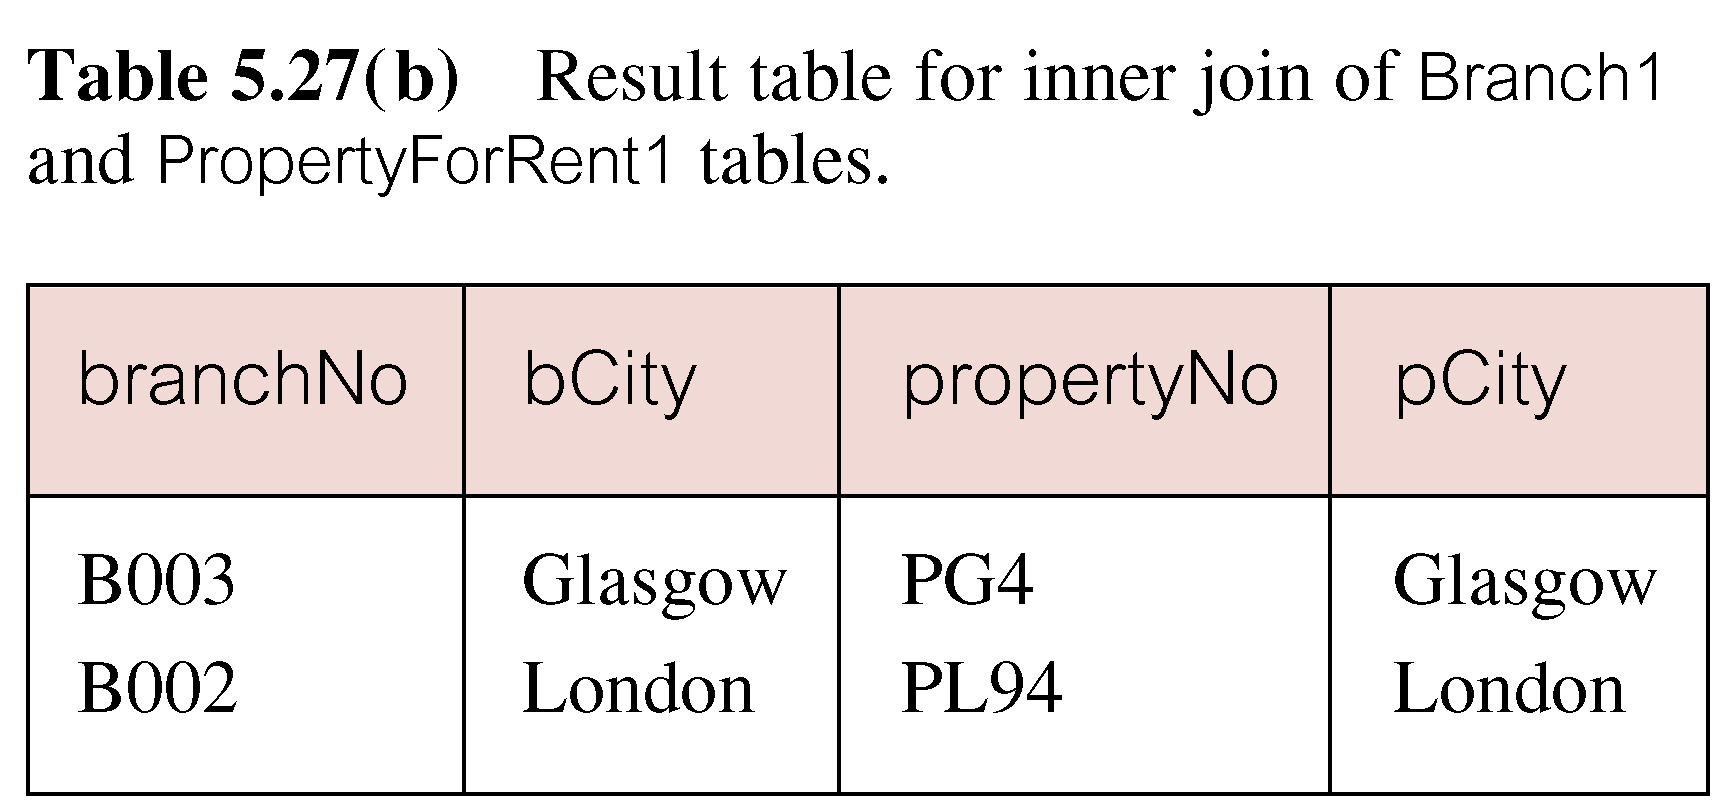 Table 5.27(b) Result table for inner join of Branch1
and PropertyForRent1 tables.
branchNo bCity propertyNo pCity
B003 Glasgow PG4 Glasgow
B002 London PL94 London